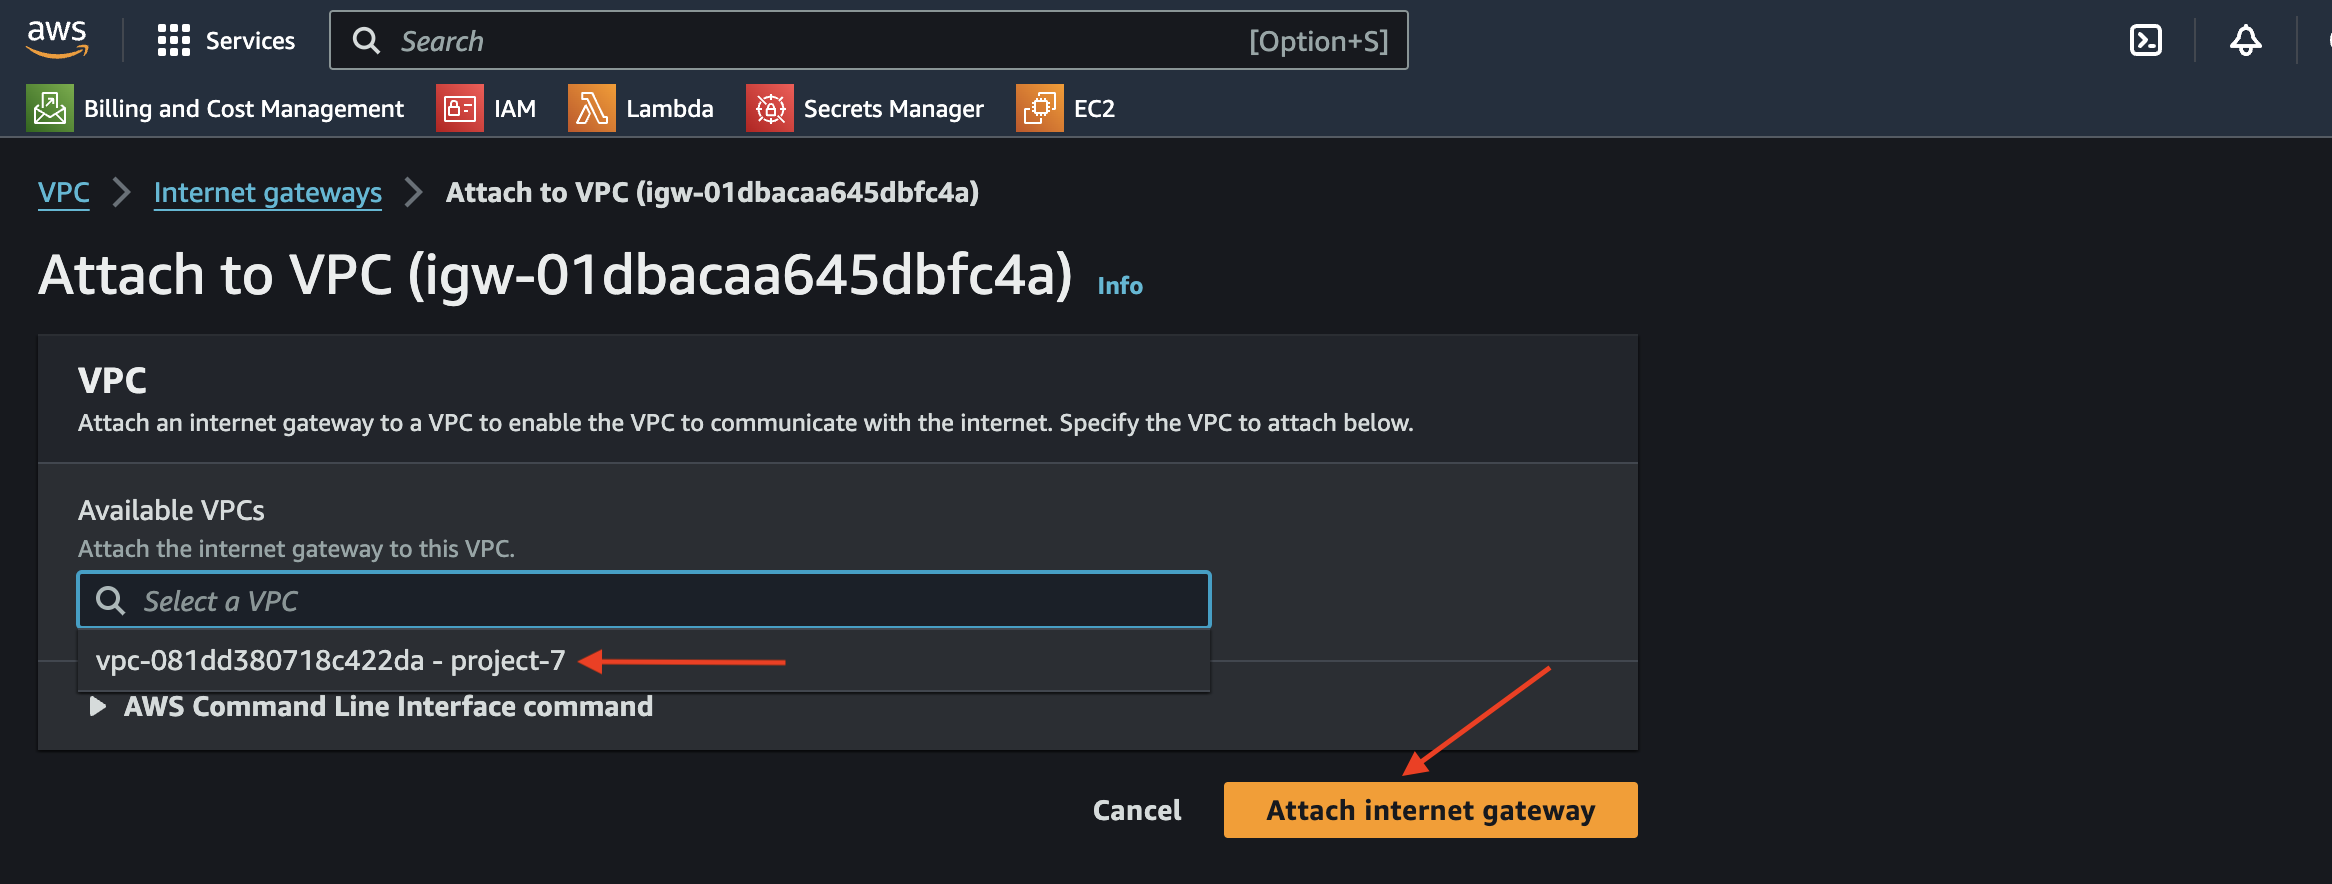 aws
Services
Search
[Option+S]
Billing and Cost Management
IAM
Lambda
Secrets Manager
EC2
VPC
Internet gateways
Attach to VPC (igw-01dbacaa645dbfc4a)
Attach to VPC (igw-01dbacaa645dbfc4a)
Info
VPC
Attach an internet gateway to a VPC to enable the VPC to communicate with the internet. Specify the VPC to attach below.
Available VPCs
Attach the internet gateway to this VPC.
Select a VPC
vpc-081dd380718c422da - project-7
AWS Command Line Interface command
Cancel
Attach internet gateway